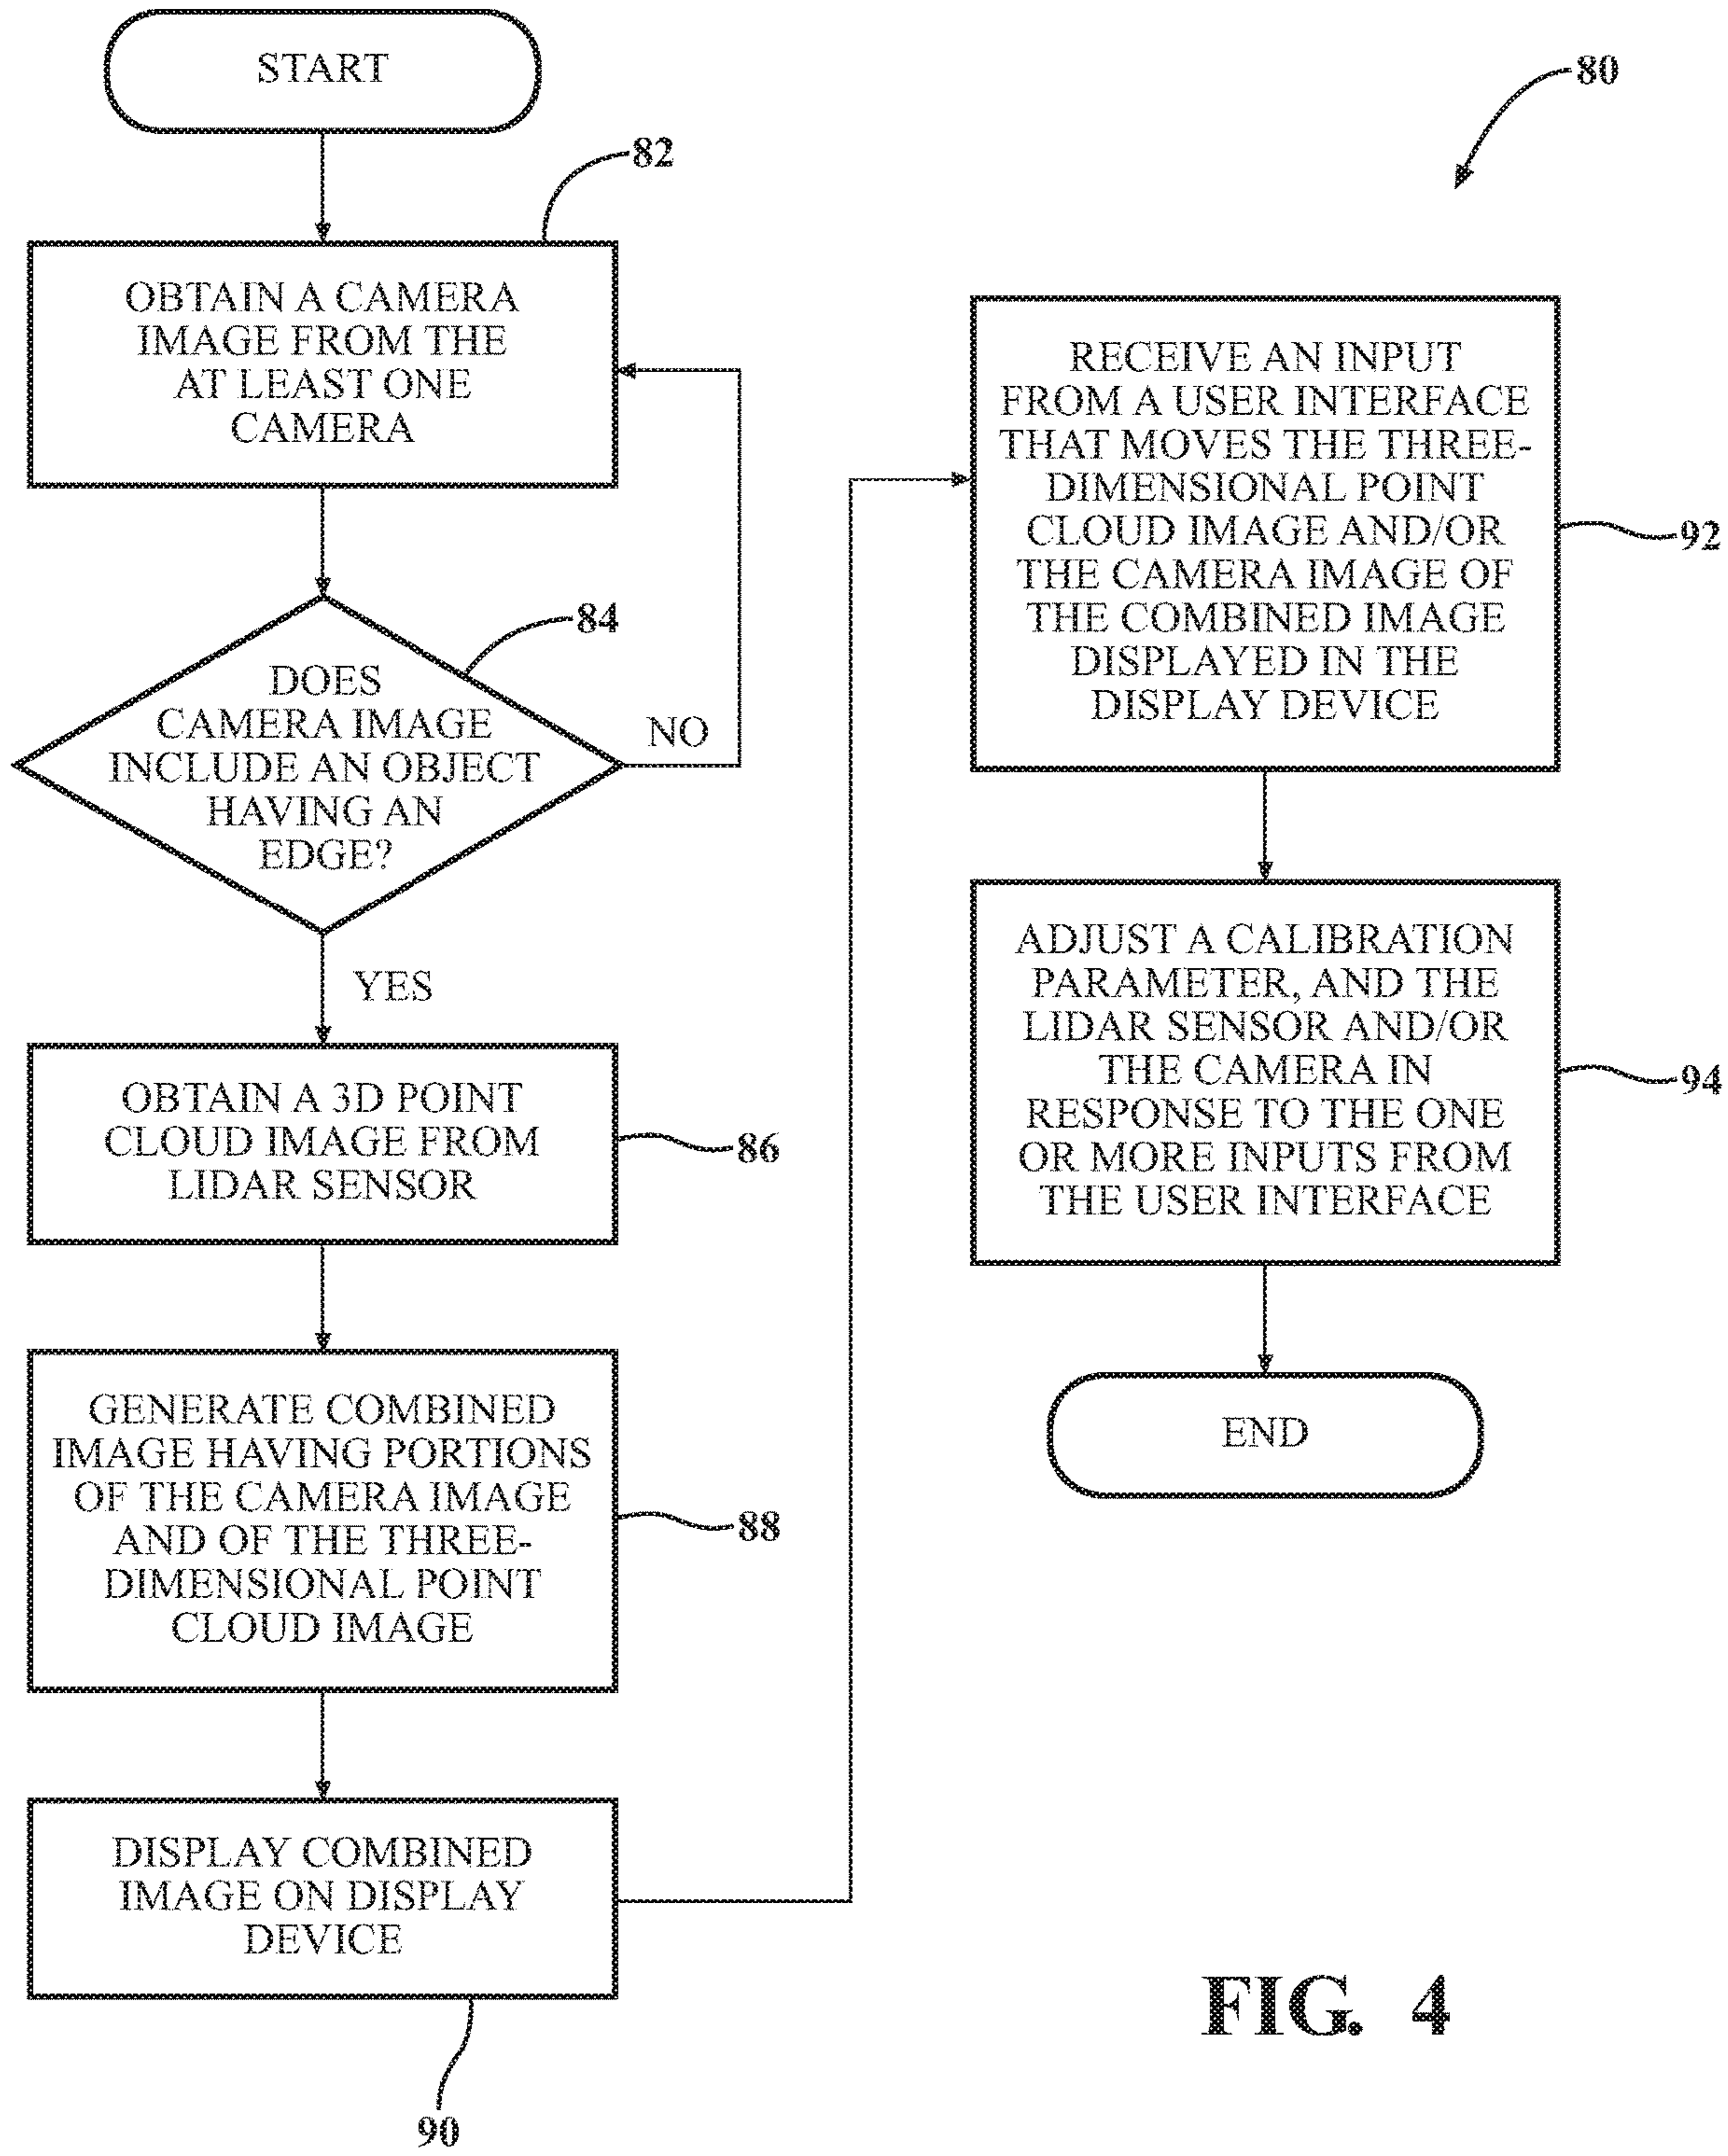 START
82
OBTAIN A CAMERA
IMAGE FROM THE
AT LEAST ONE
CAMERA
84
DOES
CAMERA IMAGE
INCLUDE AN OBJECT
HAVING AN
EDGE?
NO
YES
OBTAIN A 3D POINT
CLOUD IMAGE FROM
LIDAR SENSOR
86
GENERATE COMBINED
IMAGE HAVING PORTIONS
OF THE CAMERA IMAGE
AND OF THE THREE-
DIMENSIONAL POINT
CLOUD IMAGE
88
DISPLAY COMBINED
IMAGE ON DISPLAY
DEVICE
90
80
RECEIVE AN INPUT
FROM A USER INTERFACE
THAT MOVES THE THREE-
DIMENSIONAL POINT
CLOUD IMAGE AND/OR
THE CAMERA IMAGE OF
THE COMBINED IMAGE
DISPLAYED IN THE
DISPLAY DEVICE
92
ADJUST A CALIBRATION
PARAMETER, AND THE
LIDAR SENSOR AND/OR
THE CAMERA IN
RESPONSE TO THE ONE
OR MORE INPUTS FROM
THE USER INTERFACE
94
END
FIG. 4